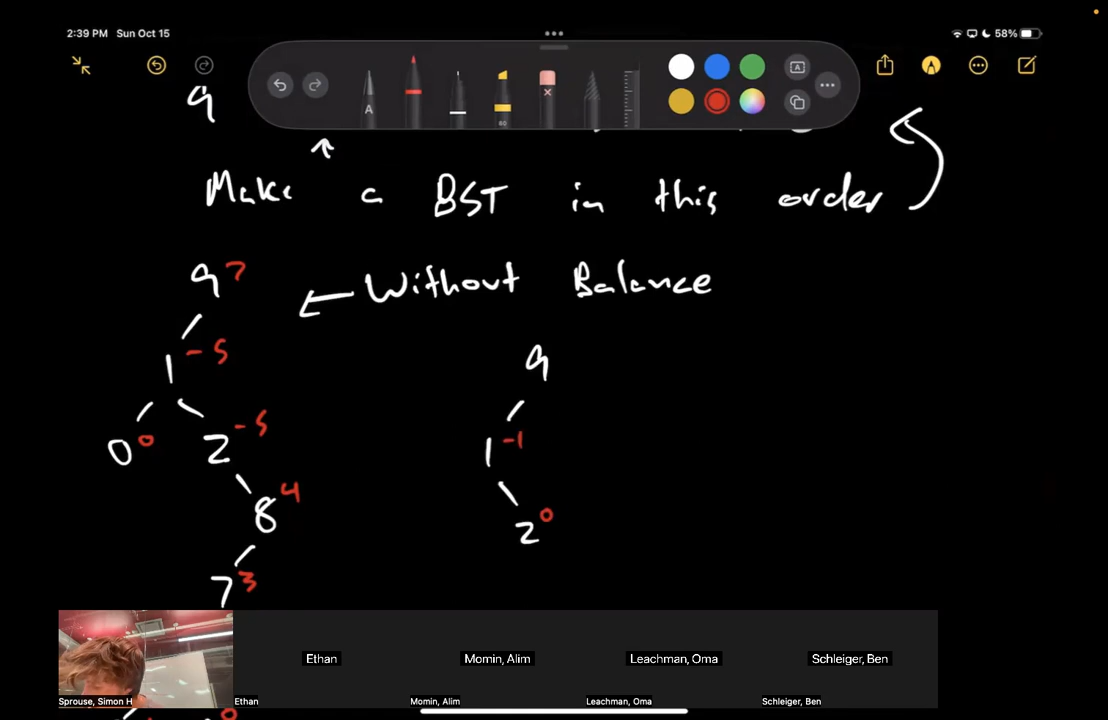 2:39 PM Sun Oct 15
58%
A
80
A
9
Make a BST in this order
9 7
Without Balance
1 -5
9
0 0
2 -5
1 -1
8 4
2 0
7 3
Ethan
Momin, Alim
Leachman, Oma
Schleiger, Ben
Sprouse, Simon H
Ethan
Momin, Alim
Leachman, Oma
Schleiger, Ben